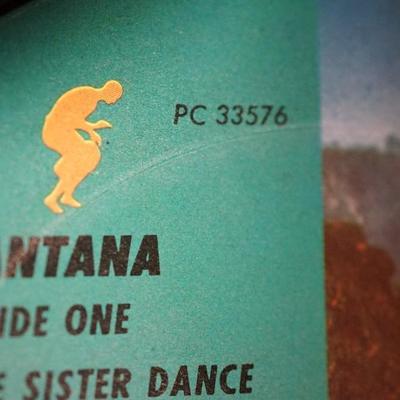 PC 33576
ANTANA
IDE ONE
E SISTER DANCE